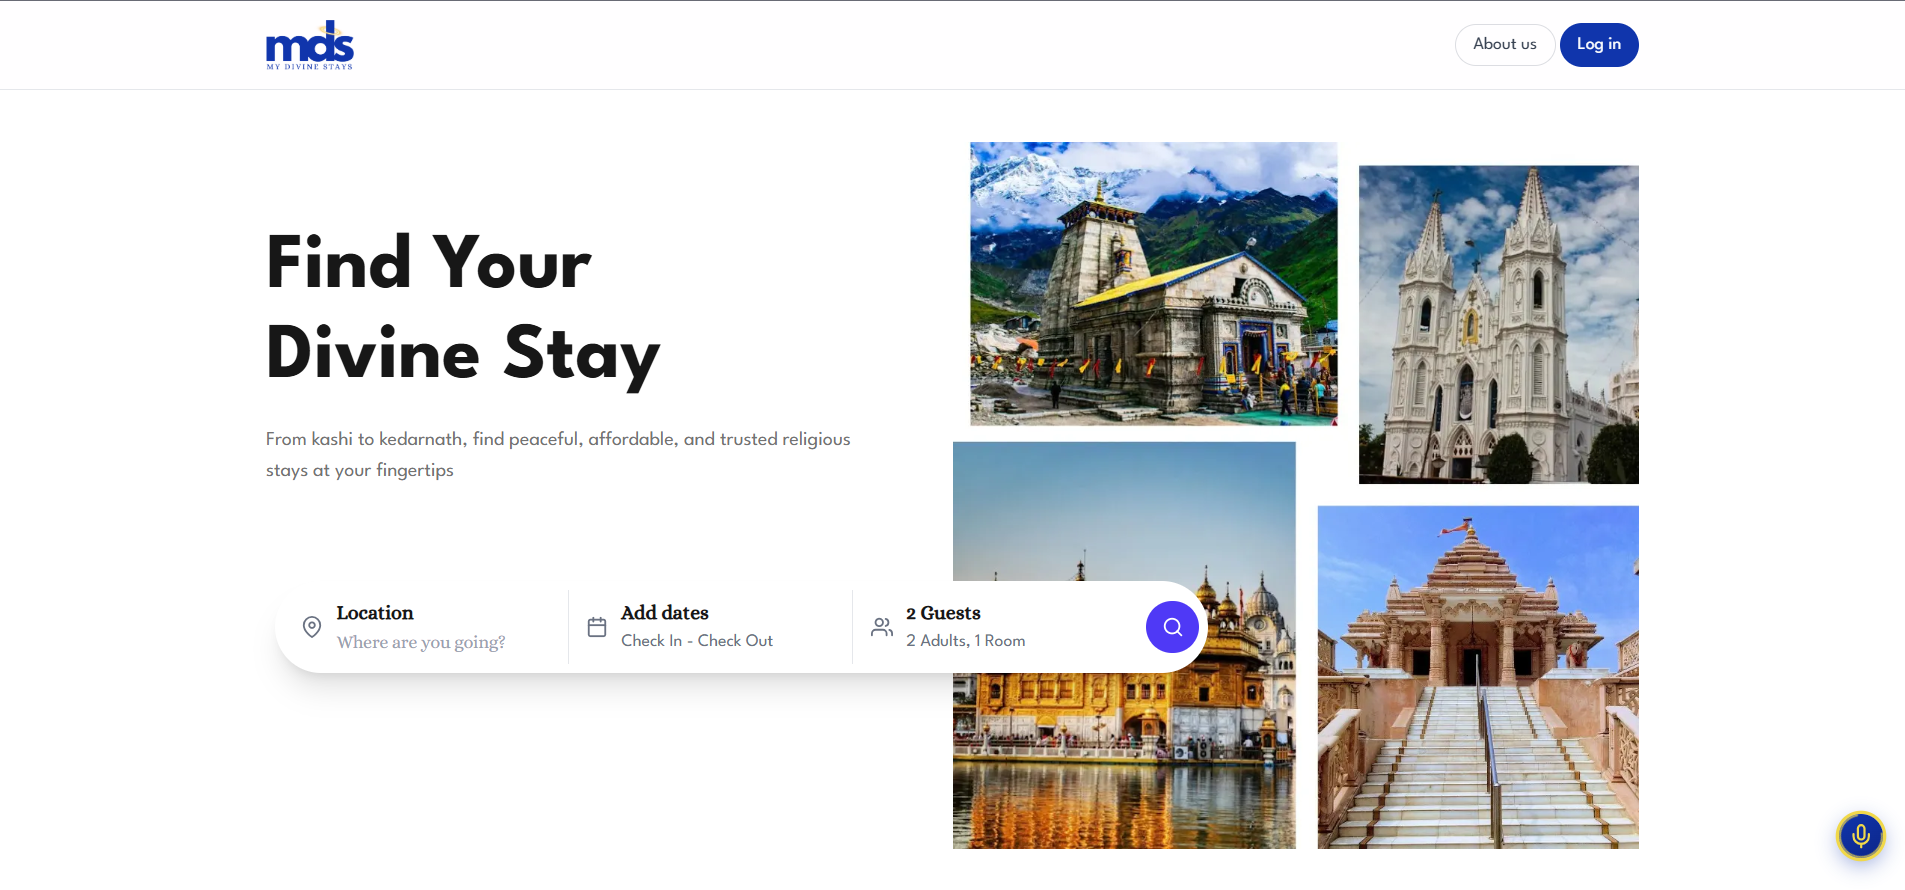 mds
MY DIVINE STAYS
About us
Log in
Find Your
Divine Stay
From kashi to kedarnath, find peaceful, affordable, and trusted religious
stays at your fingertips
Location
Where are you going?
Add dates
Check In - Check Out
2 Guests
2 Adults, 1 Room